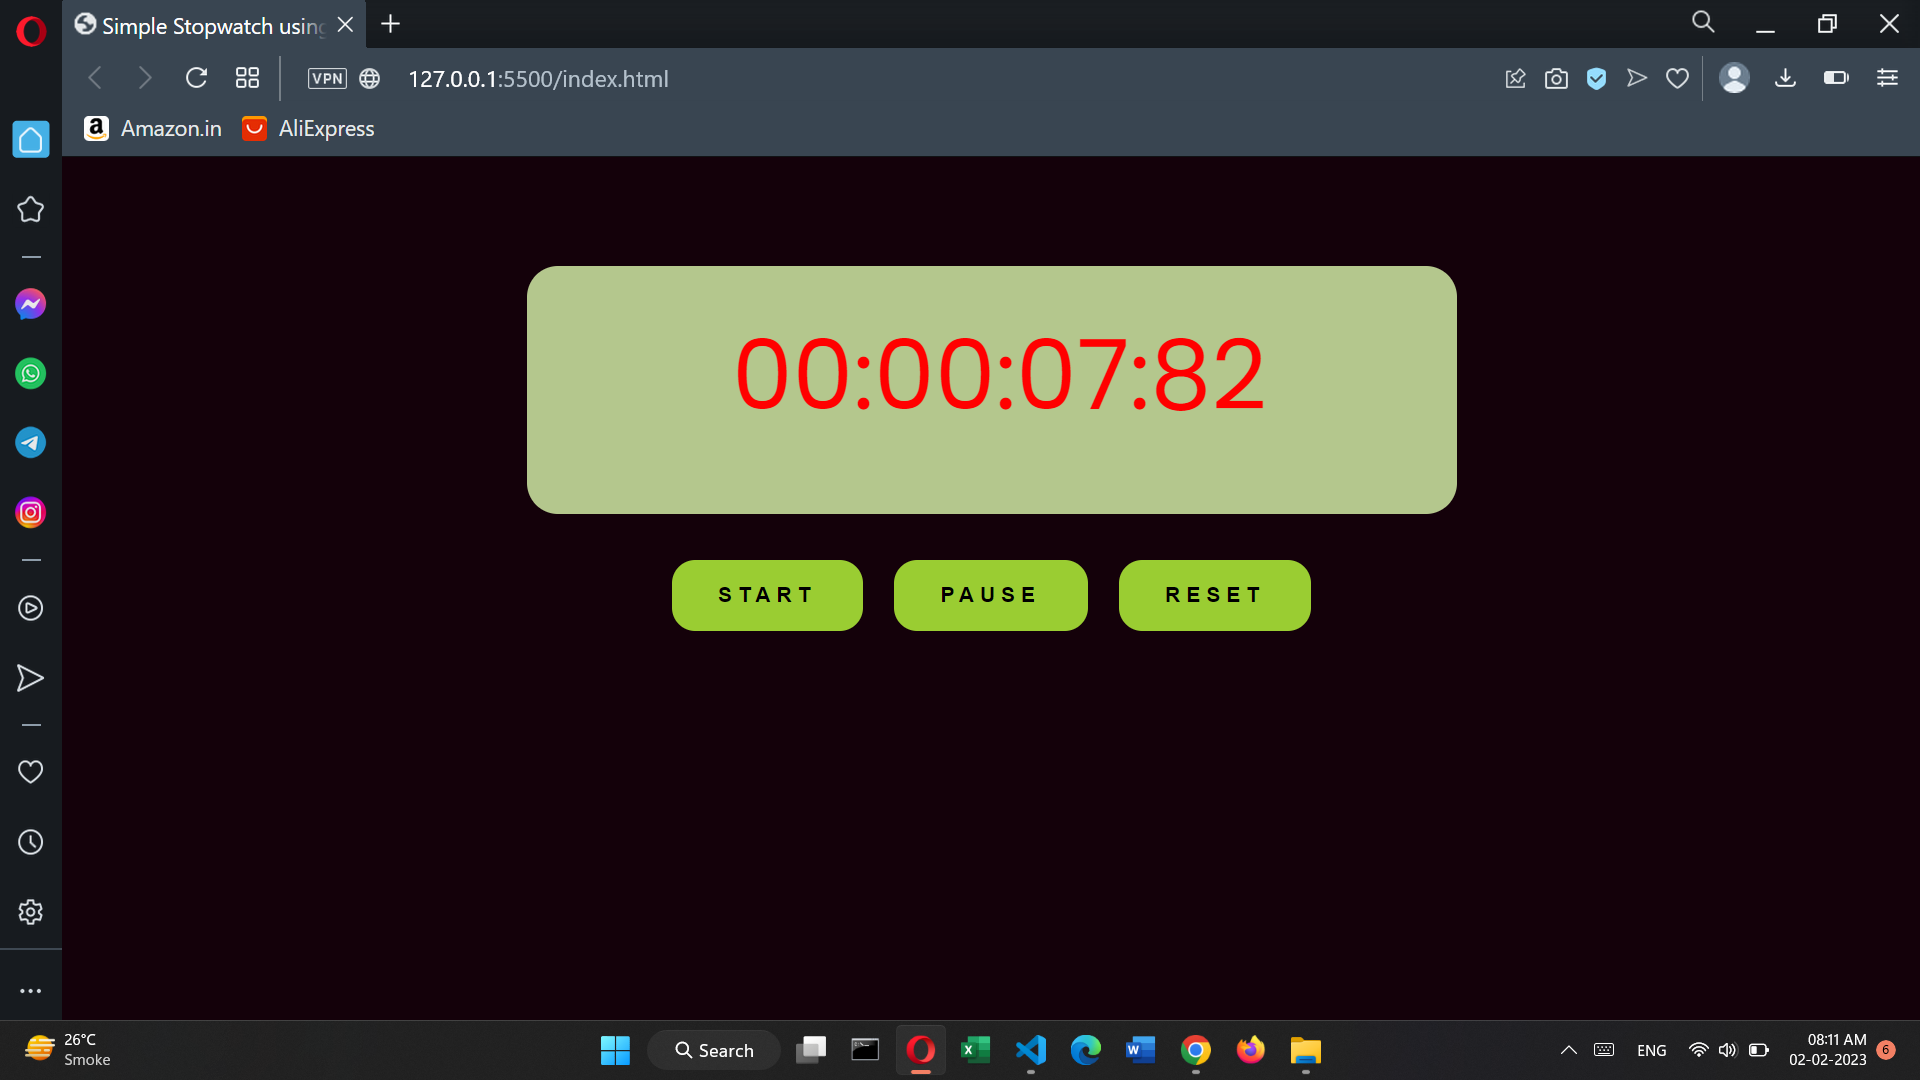 Simple Stopwatch using
VPN
127.0.0.1:5500/index.html
a Amazon.in
AliExpress
00:00:07:82
START
PAUSE
RESET
26°C
Smoke
Search
ENG
08:11 AM
02-02-2023
6